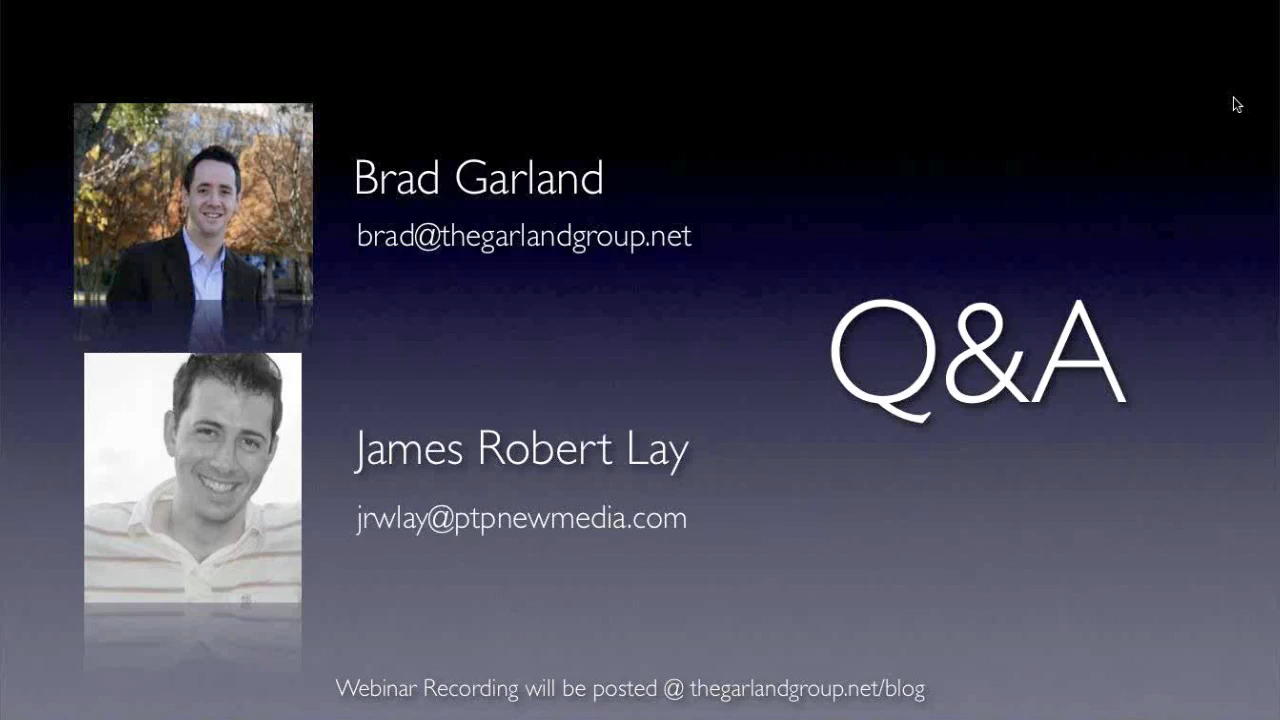 Brad Garland
brad@thegarlandgroup.net
Q&A
James Robert Lay
jrwlay@ptpnewmedia.com
Webinar Recording will be posted @ thegarlandgroup.net/blog